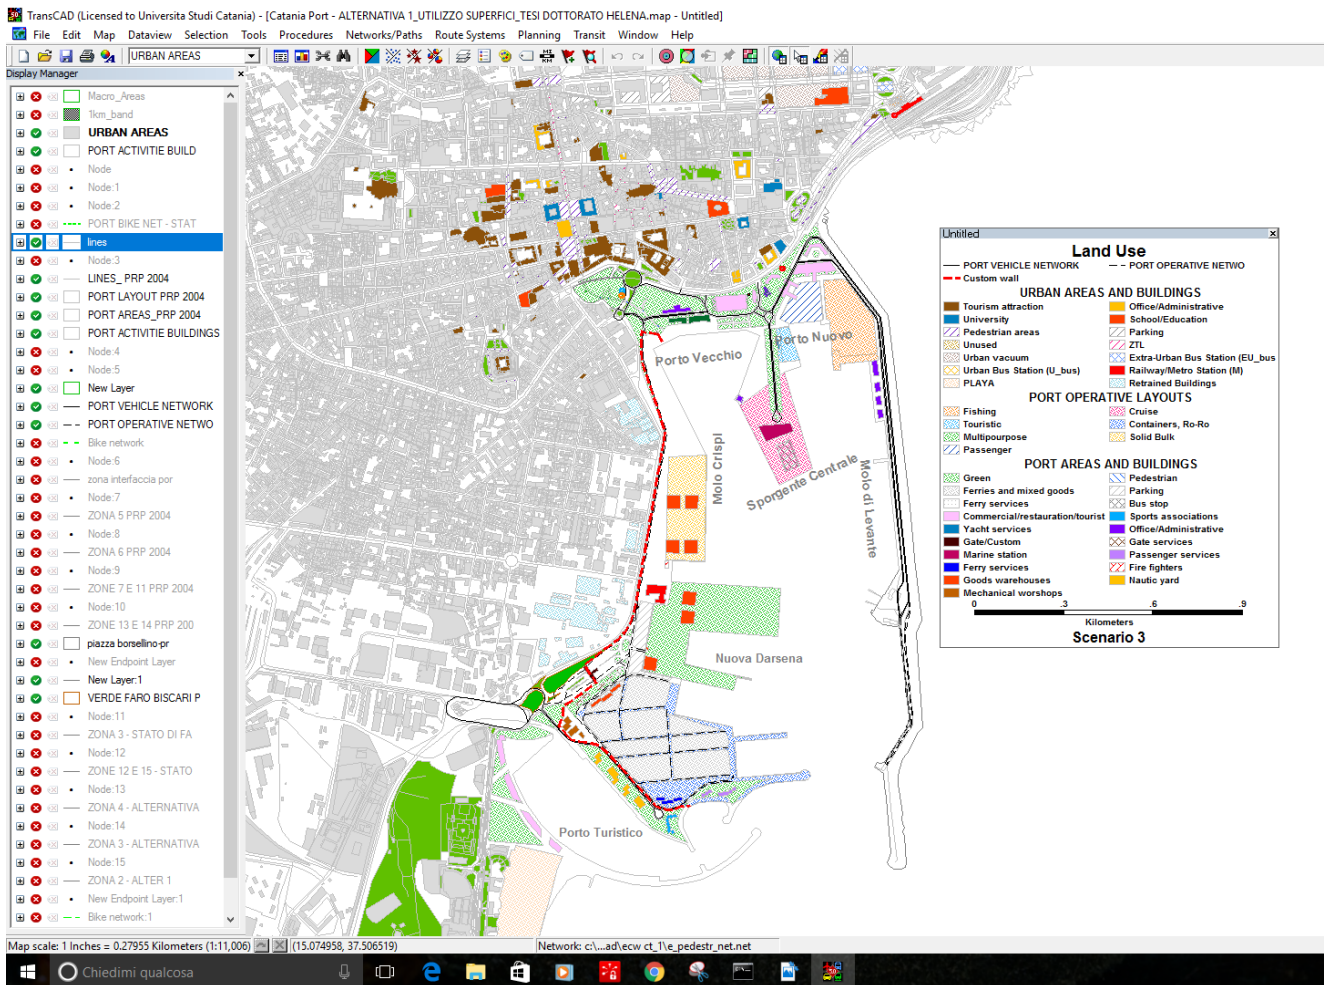 TransCAD (Licensed to Universita Studi Catania) - [Catania Port - ALTERNATIVA 1_UTILIZZO SUPERFICI_TESI DOTTORATO HELENA.map - Untitled]
File Edit Map Dataview Selection Tools Procedures Networks/Paths Route Systems Planning Transit Window Help
URBAN AREAS
Display Manager
Macro_Areas
1km_band
URBAN AREAS
PORT ACTIVITIE BUILD
Node
Node:1
Node:2
PORT BIKE NET - STAT
lines
Node:3
LINES_ PRP 2004
PORT LAYOUT PRP 2004
PORT AREAS_PRP 2004
PORT ACTIVITIE BUILDINGS
Node:4
Node:5
New Layer
PORT VEHICLE NETWORK
PORT OPERATIVE NETWO
Bike network
Node:6
zona interfaccia por
Node:7
ZONA 5 PRP 2004
Node:8
ZONA 6 PRP 2004
Node:9
ZONE 7 E 11 PRP 2004
Node:10
ZONE 13 E 14 PRP 200
Node:15
piazza borsellino-pr
New Endpoint Layer
New Layer:1
VERDE FARO BISCARI P
Node:11
ZONA 3 - STATO DI FA
Node:12
ZONE 12 E 15 - STATO
Node:13
ZONA 4 - ALTERNATIVA
Node:14
ZONA 3 - ALTERNATIVA
Node:15
ZONA 2 - ALTER 1
New Endpoint Layer:1
Bike network:1
Porto Vecchio
Porto Nuovo
Molo Crispi
Sporgente Centrale
Molo di Levante
Nuova Darsena
Porto Turistico
Untitled
Land Use
PORT VEHICLE NETWORK
PORT OPERATIVE NETWO
Custom wall
URBAN AREAS AND BUILDINGS
Tourism attraction
Office/Administrative
University
School/Education
Pedestrian areas
Parking
Unused
ZTL
Urban vacuum
Extra-Urban Bus Station (EU_bus
Urban Bus Station (U_bus)
Railway/Metro Station (M)
PLAYA
Retrained Buildings
PORT OPERATIVE LAYOUTS
Fishing
Cruise
Touristic
Containers, Ro-Ro
Multipourpose
Solid Bulk
Passenger
PORT AREAS AND BUILDINGS
Green
Pedestrian
Ferries and mixed goods
Parking
Ferry services
Bus stop
Commercial/restauration/tourist
Sports associations
Yacht services
Office/Administrative
Gate/Custom
Gate services
Marine station
Passenger services
Ferry services
Fire fighters
Goods warehouses
Nautic yard
Mechanical worshops
0 .3 .6 .9
Kilometers
Scenario 3
Map scale: 1 Inches = 0.27955 Kilometers (1:11,006)
(15.074958, 37.506519)
Network: c:\...ad\ecw ct_1\e_pedestr_net.net
Chiedimi qualcosa